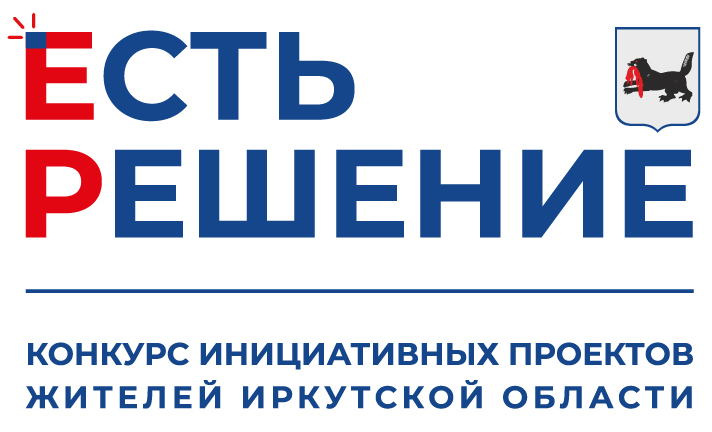 ЕСТЬ
РЕШЕНИЕ
КОНКУРС ИНИЦИАТИВНЫХ ПРОЕКТОВ
ЖИТЕЛЕЙ ИРКУТСКОЙ ОБЛАСТИ